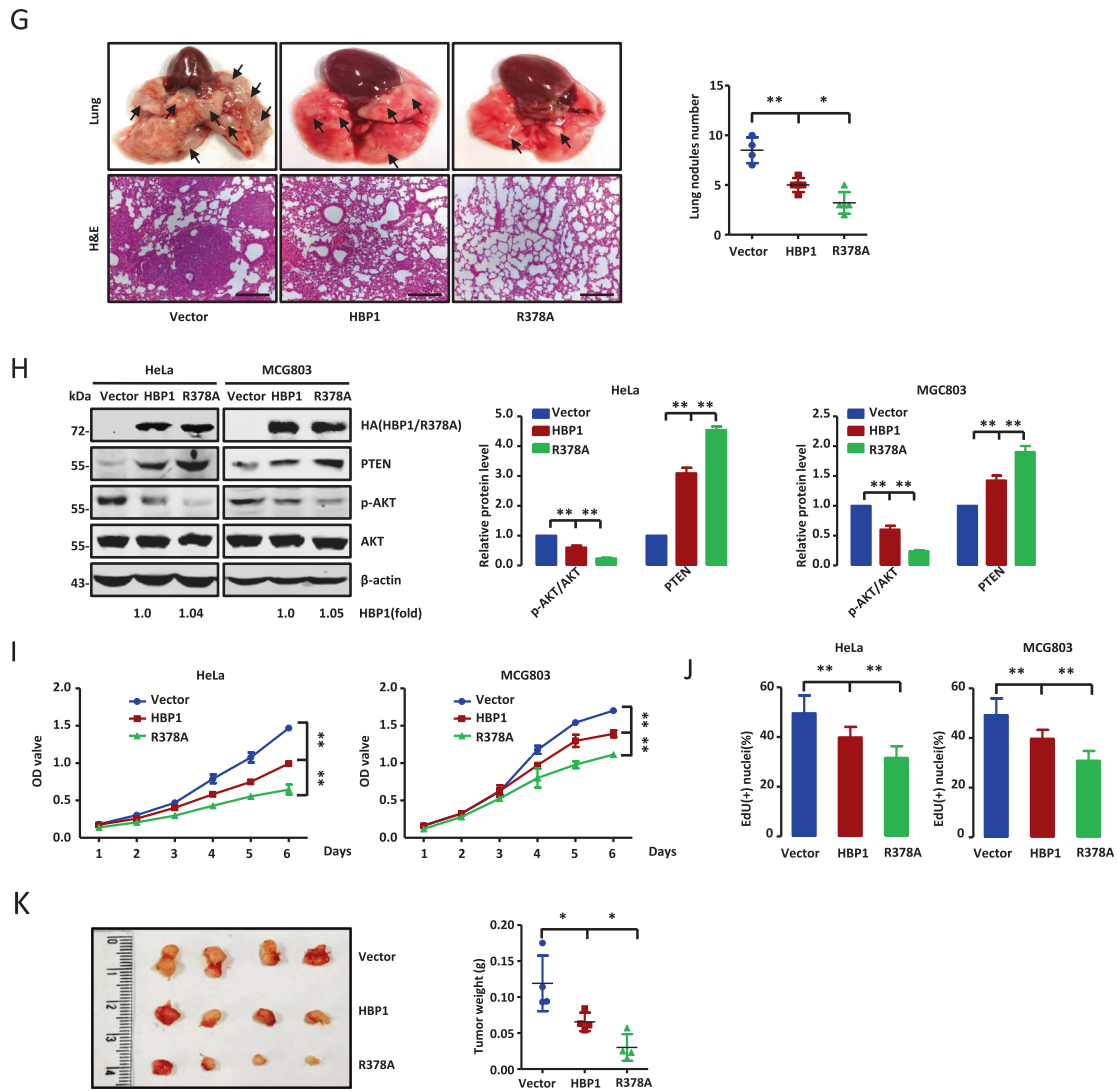 G
Lung
H&E
Vector HBP1 R378A
Lung nodules number
15
10
5
0
** *
Vector HBP1 R378A
H
HeLa MCG803
kDa Vector HBP1 R378A Vector HBP1 R378A
72- HA(HBP1/R378A)
55- PTEN
55- p-AKT
55- AKT
43- β-actin
1.0 1.04 1.0 1.05 HBP1(fold)
HeLa
Relative protein level
5.0
4.0
3.0
2.0
1.0
0.0
Vector
HBP1
R378A
** **
** **
p-AKT/AKT PTEN
MGC803
Relative protein level
2.5
2.0
1.5
1.0
0.5
0.0
Vector
HBP1
R378A
** **
** **
p-AKT/AKT PTEN
I
HeLa
OD valve
2.0
1.5
1.0
0.5
0.0
Vector
HBP1
R378A
**
**
1 2 3 4 5 6 Days
MCG803
OD valve
2.0
1.5
1.0
0.5
0.0
Vector
HBP1
R378A
**
**
1 2 3 4 5 6 Days
J
HeLa
EdU(+) nuclei(%)
60
40
20
0
** **
Vector HBP1 R378A
MCG803
EdU(+) nuclei(%)
60
40
20
0
** **
Vector HBP1 R378A
K
0
1
2
3
4
Vector
HBP1
R378A
Tumor weight (g)
0.20
0.15
0.10
0.05
0.00
* *
Vector HBP1 R378A